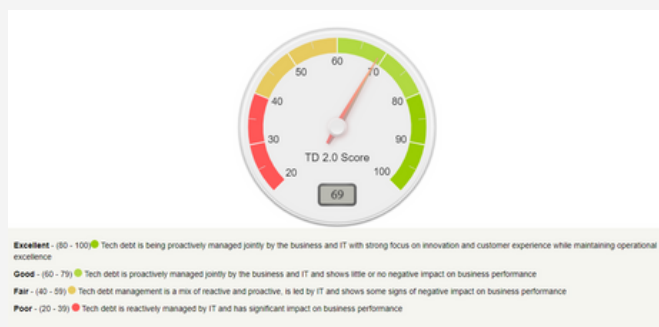 60
50
70
40
80
30
90
TD 2.0 Score
20
100
69
Excellent - (80 - 100) Tech debt is being proactively managed jointly by the business and IT with strong focus on innovation and customer experience while maintaining operational
excellence
Good - (60 - 79) Tech debt is proactively managed jointly by the business and IT and shows little or no negative impact on business performance
Fair - (40 - 59) Tech debt management is a mix of reactive and proactive, is led by IT and shows some signs of negative impact on business performance
Poor - (20 - 39) Tech debt is reactively managed by IT and has significant impact on business performance